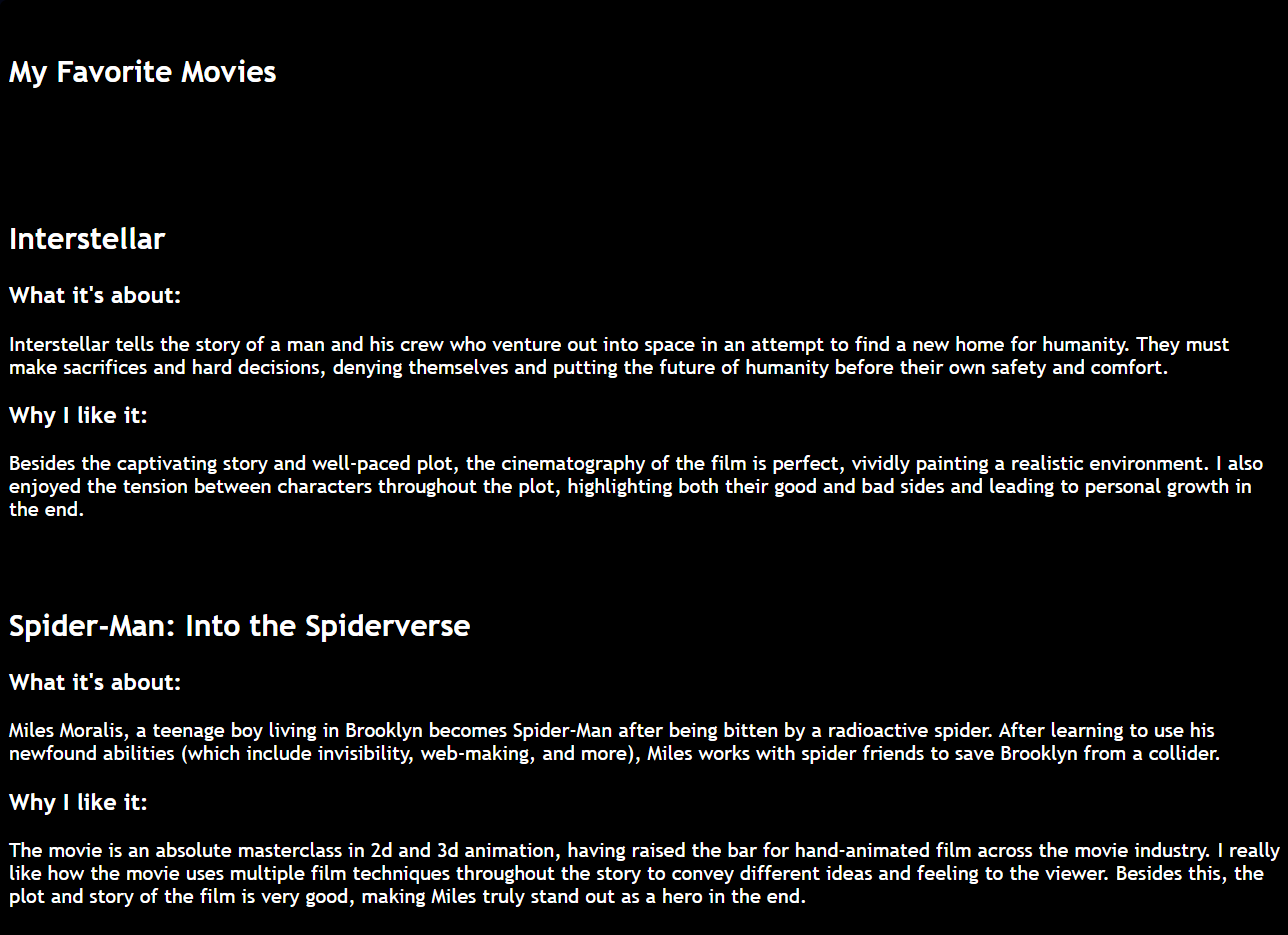 My Favorite Movies
Interstellar
What it's about:
Interstellar tells the story of a man and his crew who venture out into space in an attempt to find a new home for humanity. They must
make sacrifices and hard decisions, denying themselves and putting the future of humanity before their own safety and comfort.
Why I like it:
Besides the captivating story and well-paced plot, the cinematography of the film is perfect, vividly painting a realistic environment. I also
enjoyed the tension between characters throughout the plot, highlighting both their good and bad sides and leading to personal growth in
the end.
Spider-Man: Into the Spiderverse
What it's about:
Miles Moralis, a teenage boy living in Brooklyn becomes Spider-Man after being bitten by a radioactive spider. After learning to use his
newfound abilities (which include invisibility, web-making, and more), Miles works with spider friends to save Brooklyn from a collider.
Why I like it:
The movie is an absolute masterclass in 2d and 3d animation, having raised the bar for hand-animated film across the movie industry. I really
like how the movie uses multiple film techniques throughout the story to convey different ideas and feeling to the viewer. Besides this, the
plot and story of the film is very good, making Miles truly stand out as a hero in the end.